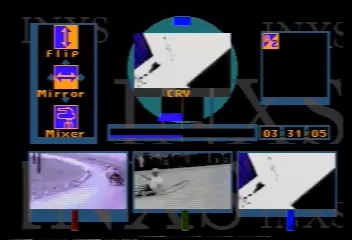 INXS
INXS
Flip
Mirror
Mixer
CRV
03 31 05
INXS
INXS